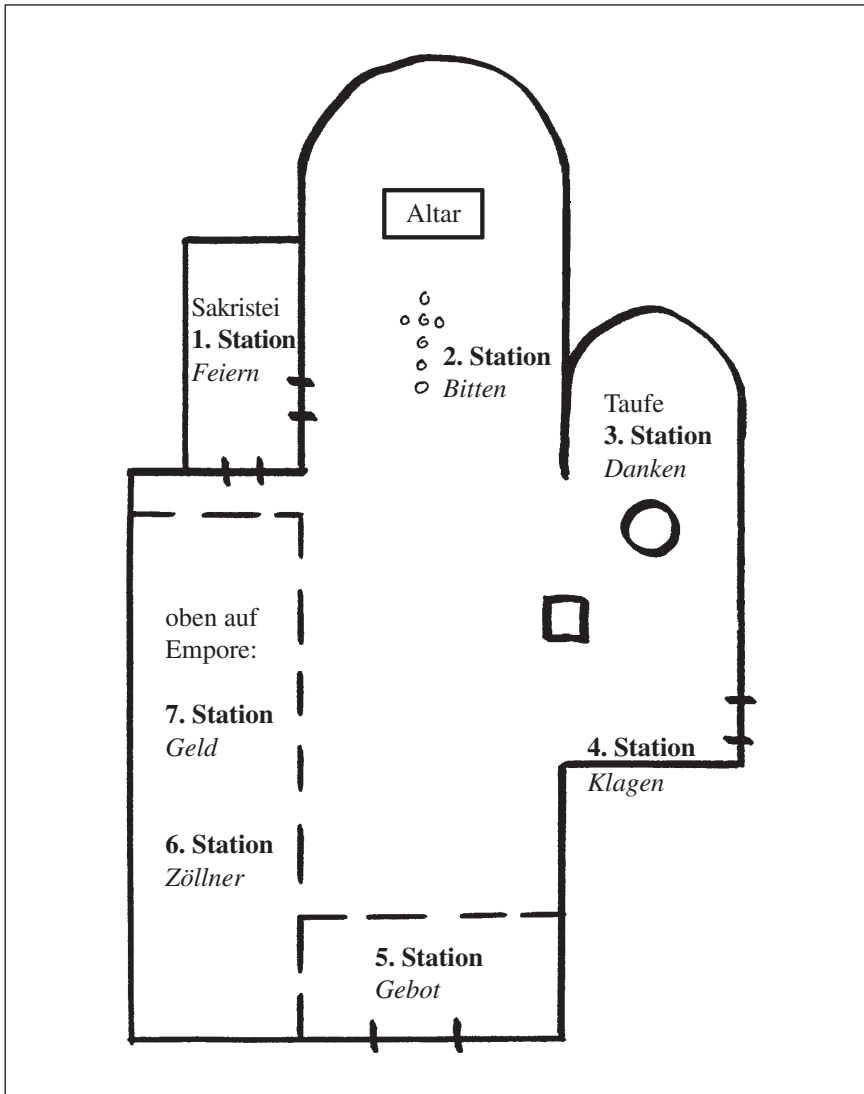 Altar
Sakristei
1. Station
Feiern
2. Station
Bitten
Taufe
3. Station
Danken
oben auf
Empore:
7. Station
Geld
4. Station
Klagen
6. Station
Zöllner
5. Station
Gebot